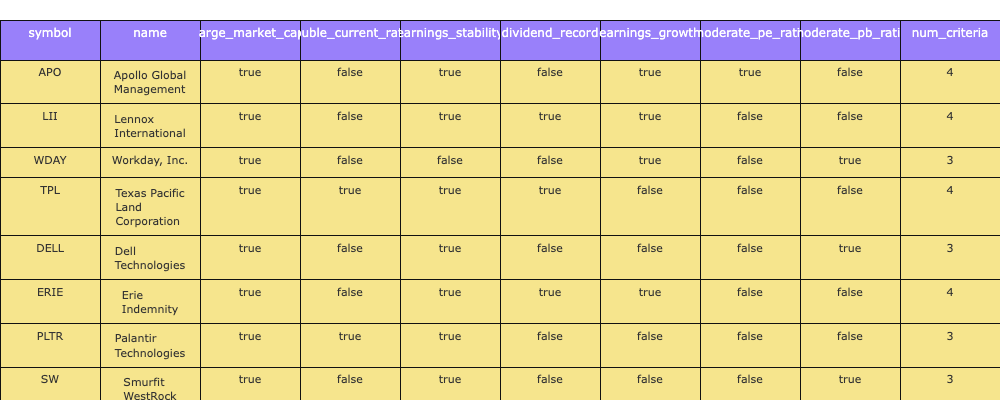 symbol name arge_market_ca uble_current_ra earnings_stability dividend_record earnings_growth moderate_pe_rat moderate_pb_rati num_criteria
APO Apollo Global Management true false true false true true false 4
LII Lennox International true false true true true false false 4
WDAY Workday, Inc. true false false false true false true 3
TPL Texas Pacific Land Corporation true true true true false false false 4
DELL Dell Technologies true false true false false false true 3
ERIE Erie Indemnity true false true true true false false 4
PLTR Palantir Technologies true true true false false false false 3
SW Smurfit WestRock true false true false false false true 3